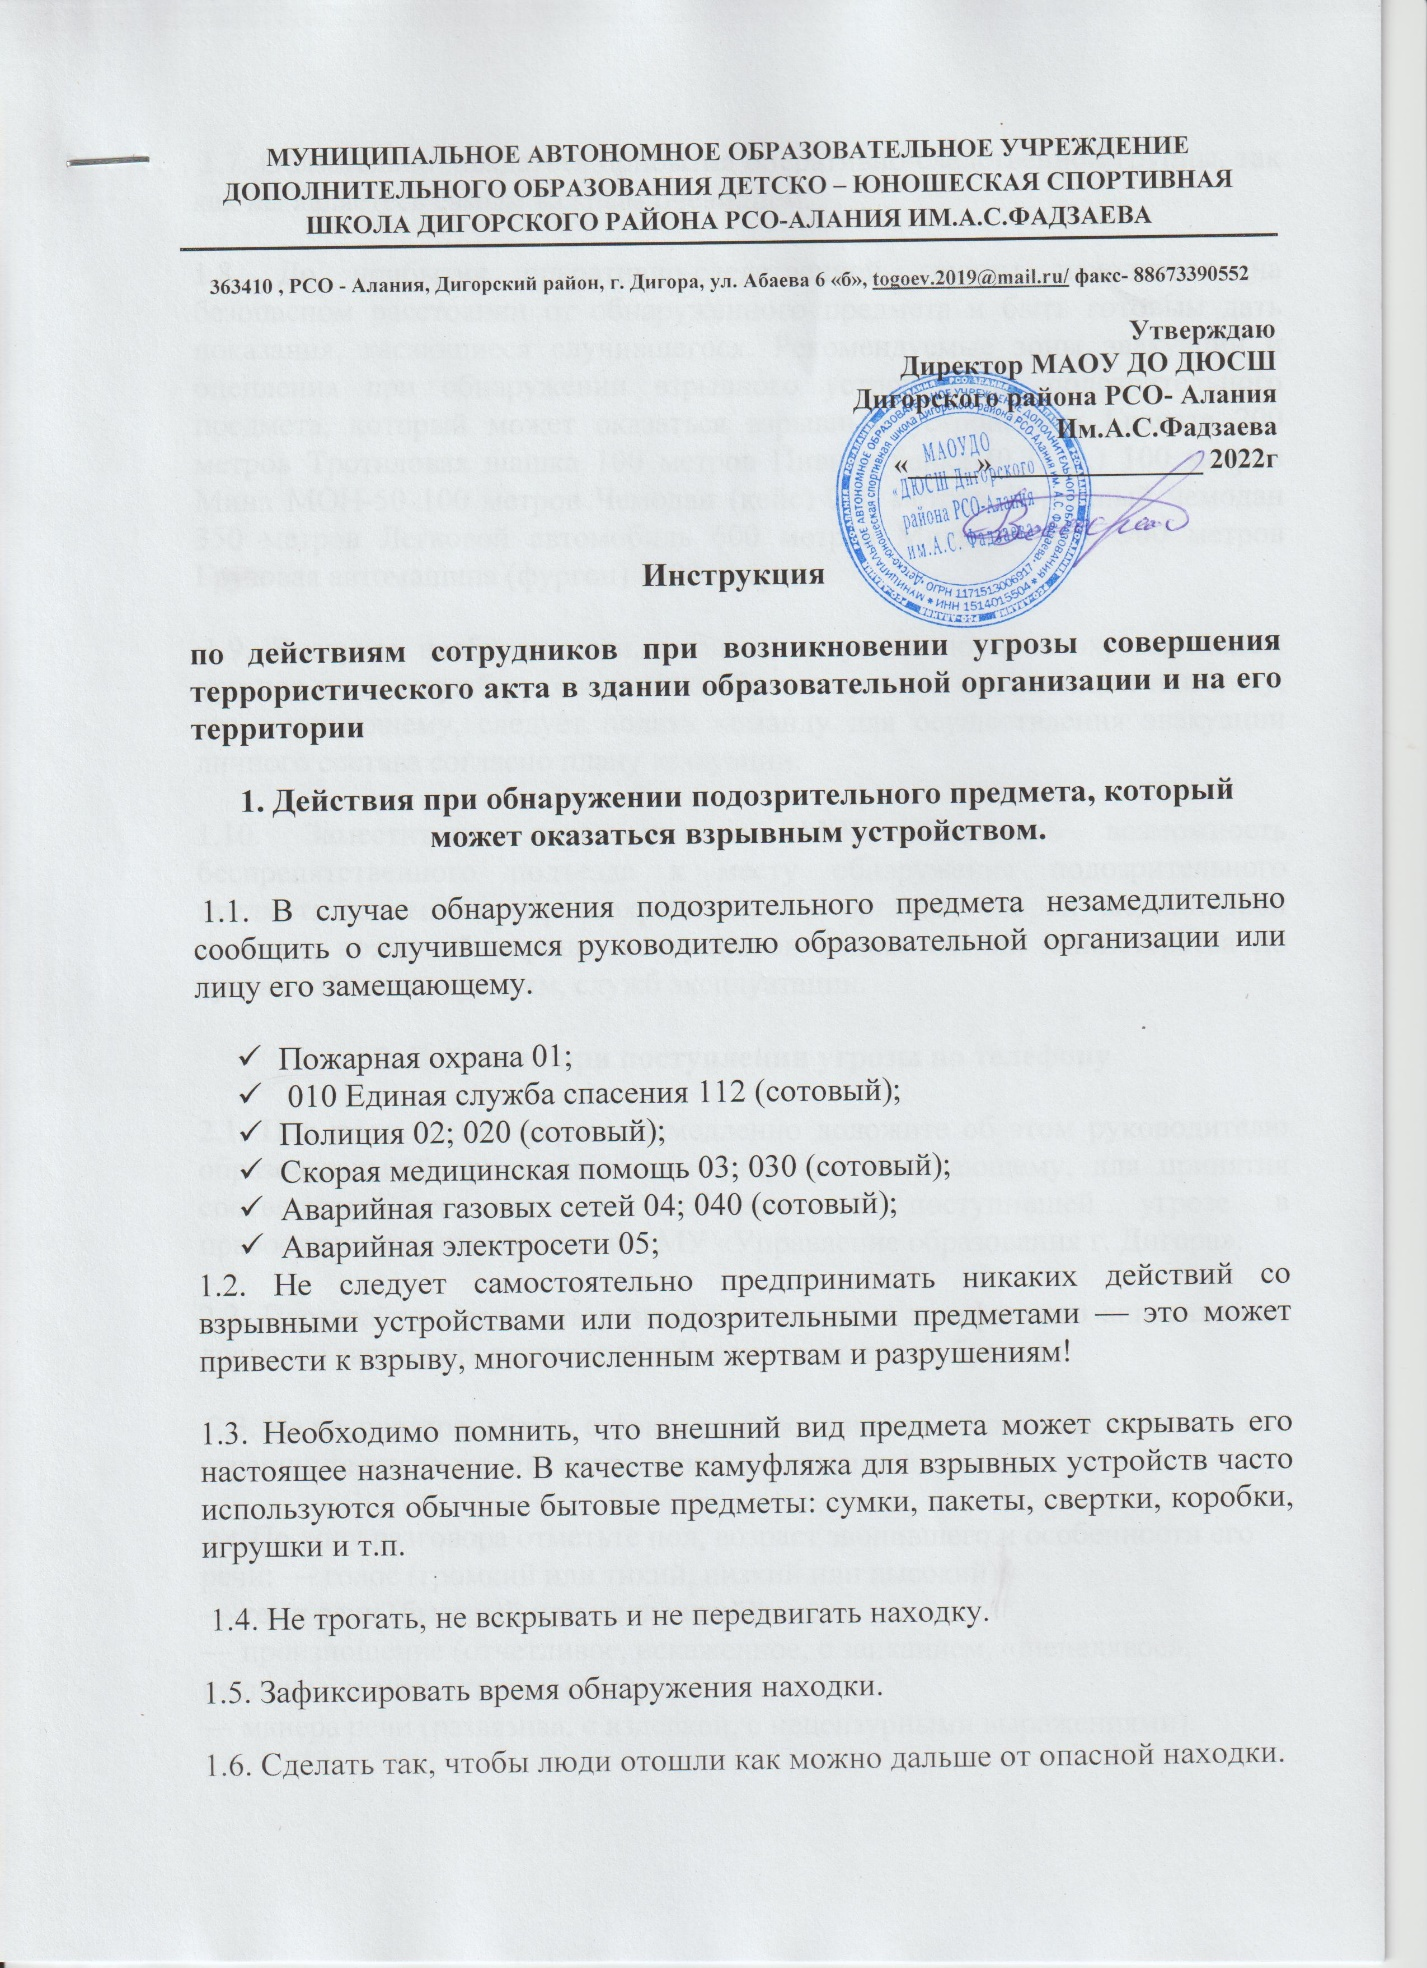 МУНИЦИПАЛЬНОЕ АВТОНОМНОЕ ОБРАЗОВАТЕЛЬНОЕ УЧРЕЖДЕНИЕ
ДОПОЛНИТЕЛЬНОГО ОБРАЗОВАНИЯ ДЕТСКО – ЮНОШЕСКАЯ СПОРТИВНАЯ
ШКОЛА ДИГОРСКОГО РАЙОНА РСО-АЛАНИЯ ИМ.А.С.ФАДЗАЕВА
363410 , РСО - Алания, Дигорский район, г. Дигора, ул. Абаева 6 «б», togoev.2019@mail.ru/ факс- 88673390552
Утверждаю
Директор МАОУ ДО ДЮСШ
Дигорского района РСО- Алания
Им.А.С.Фадзаева
«_____»________________ 2022г
МАОУДО
«ДЮСШ Дигорского
района РСО-Алания
им.А.С. Фадзаева»
Инструкция
по действиям сотрудников при возникновении угрозы совершения
террористического акта в здании образовательной организации и на его
территории
1. Действия при обнаружении подозрительного предмета, который
может оказаться взрывным устройством.
1.1. В случае обнаружения подозрительного предмета незамедлительно
сообщить о случившемся руководителю образовательной организации или
лицу его замещающему.
✓ Пожарная охрана 01;
✓ 010 Единая служба спасения 112 (сотовый);
✓ Полиция 02; 020 (сотовый);
✓ Скорая медицинская помощь 03; 030 (сотовый);
✓ Аварийная газовых сетей 04; 040 (сотовый);
✓ Аварийная электросети 05;
1.2. Не следует самостоятельно предпринимать никаких действий со
взрывными устройствами или подозрительными предметами — это может
привести к взрыву, многочисленным жертвам и разрушениям!
1.3. Необходимо помнить, что внешний вид предмета может скрывать его
настоящее назначение. В качестве камуфляжа для взрывных устройств часто
используются обычные бытовые предметы: сумки, пакеты, свертки, коробки,
игрушки и т.п.
1.4. Не трогать, не вскрывать и не передвигать находку.
1.5. Зафиксировать время обнаружения находки.
1.6. Сделать так, чтобы люди отошли как можно дальше от опасной находки.